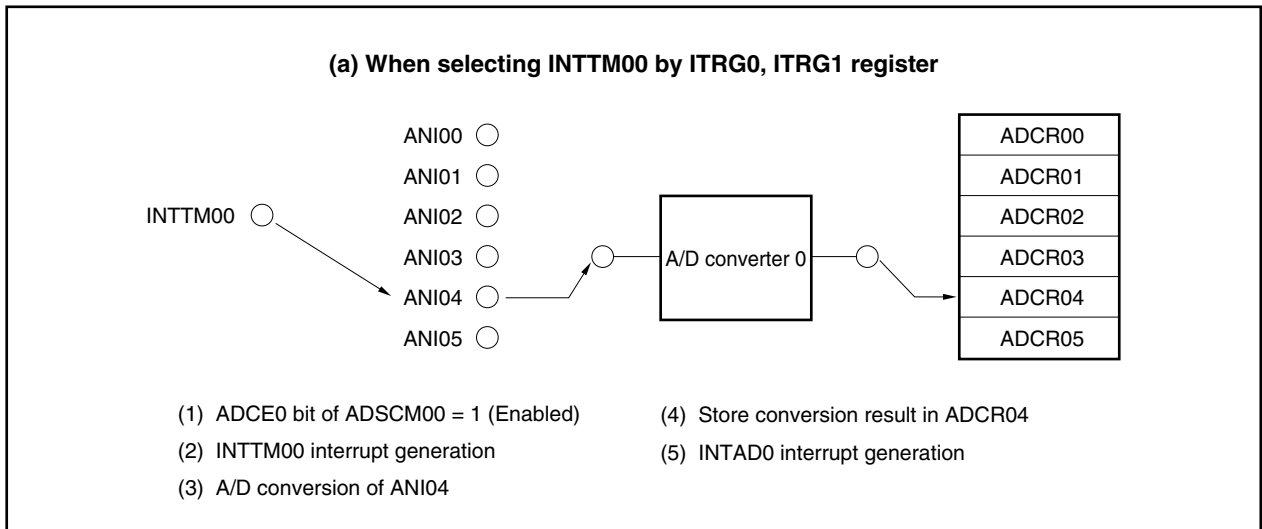 (a) When selecting INTTM00 by ITRG0, ITRG1 register
ANI00
ANI01
ANI02
ANI03
ANI04
ANI05
INTTM00
A/D converter 0
ADCR00
ADCR01
ADCR02
ADCR03
ADCR04
ADCR05
(1) ADCE0 bit of ADSCM00 = 1 (Enabled)
(2) INTTM00 interrupt generation
(3) A/D conversion of ANI04
(4) Store conversion result in ADCR04
(5) INTAD0 interrupt generation